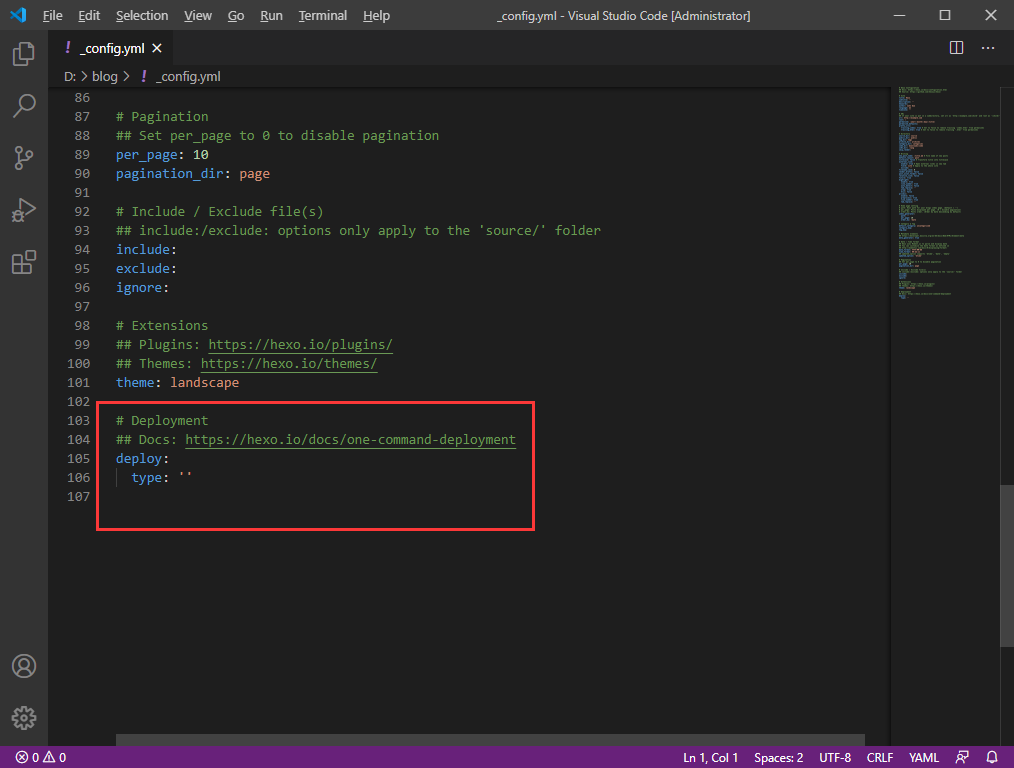 File Edit Selection View Go Run Terminal Help _config.yml - Visual Studio Code [Administrator]
! _config.yml
D: > blog > ! _config.yml
86
87 # Pagination
88 ## Set per_page to 0 to disable pagination
89 per_page: 10
90 pagination_dir: page
91
92 # Include / Exclude file(s)
93 ## include:/exclude: options only apply to the 'source/' folder
94 include:
95 exclude:
96 ignore:
97
98 # Extensions
99 ## Plugins: https://hexo.io/plugins/
100 ## Themes: https://hexo.io/themes/
101 theme: landscape
102
103 # Deployment
104 ## Docs: https://hexo.io/docs/one-command-deployment
105 deploy:
106 type: ''
107
0 0 Ln 1, Col 1 Spaces: 2 UTF-8 CRLF YAML